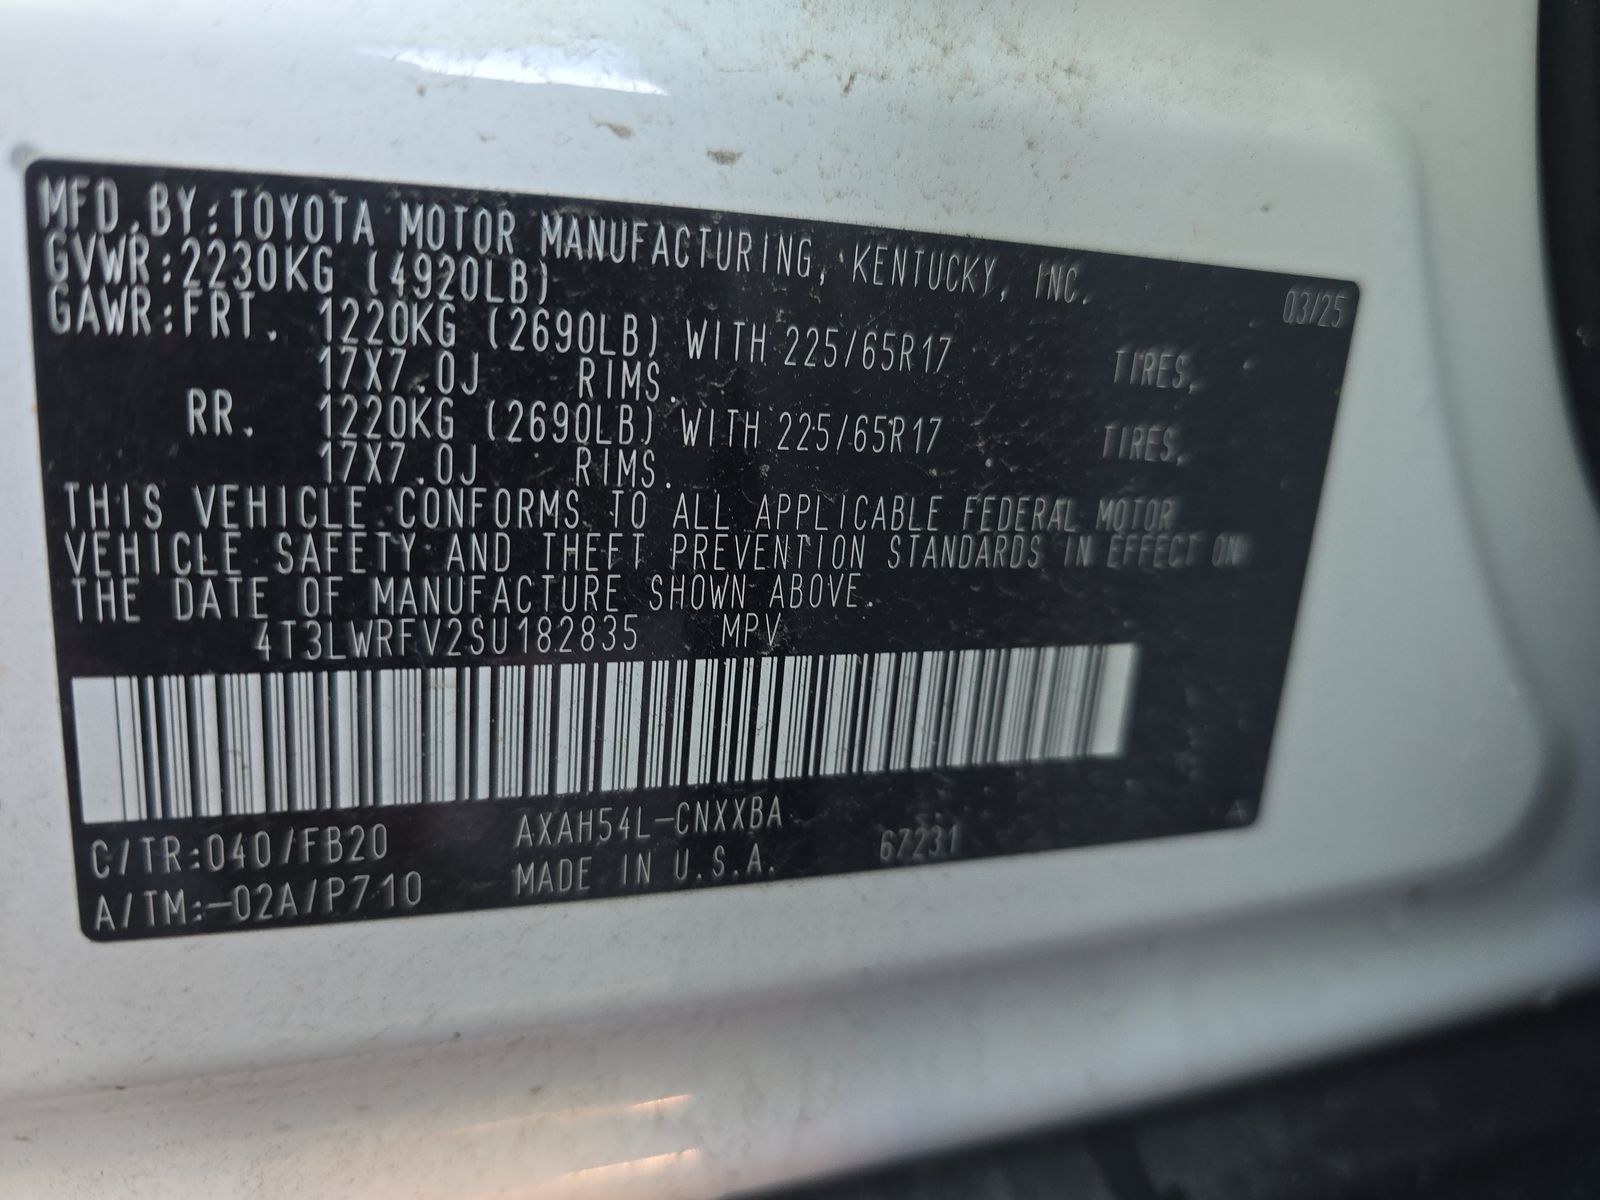 MFD.BY:TOYOTA MOTOR MANUFACTURING, KENTUCKY, INC. 03/25
GVWR:2230KG (4920LB)
GAWR:FRT. 1220KG (2690LB) WITH 225/65R17 TIRES,
17X7.0J RIMS.
RR. 1220KG (2690LB) WITH 225/65R17 TIRES,
17X7.0J RIMS.
THIS VEHICLE CONFORMS TO ALL APPLICABLE FEDERAL MOTOR
VEHICLE SAFETY AND THEFT PREVENTION STANDARDS IN EFFECT ON
THE DATE OF MANUFACTURE SHOWN ABOVE.
4T3LWRFV2SU182835 MPV
C/TR:040/FB20 AXAH54L-CNXXBA 67231
A/TM:-02A/P710 MADE IN U.S.A.